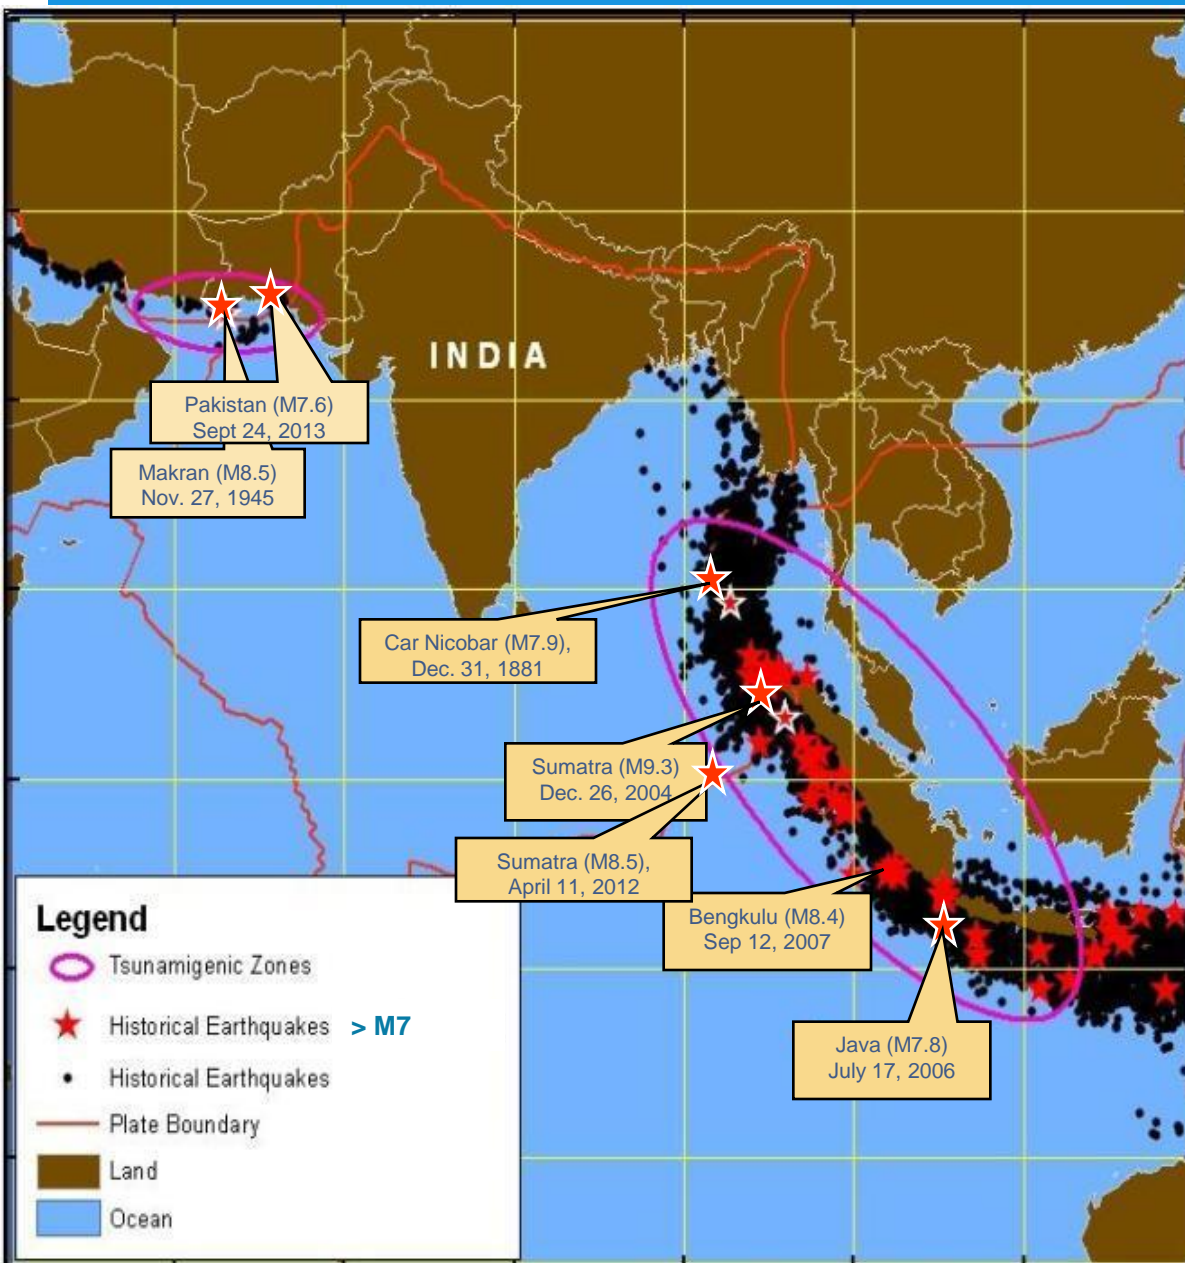 INDIA
Pakistan (M7.6)
Sept 24, 2013
Makran (M8.5)
Nov. 27, 1945
Car Nicobar (M7.9),
Dec. 31, 1881
Sumatra (M9.3)
Dec. 26, 2004
Sumatra (M8.5),
April 11, 2012
Bengkulu (M8.4)
Sep 12, 2007
Java (M7.8)
July 17, 2006
Legend
Tsunamigenic Zones
Historical Earthquakes > M7
Historical Earthquakes
Plate Boundary
Land
Ocean